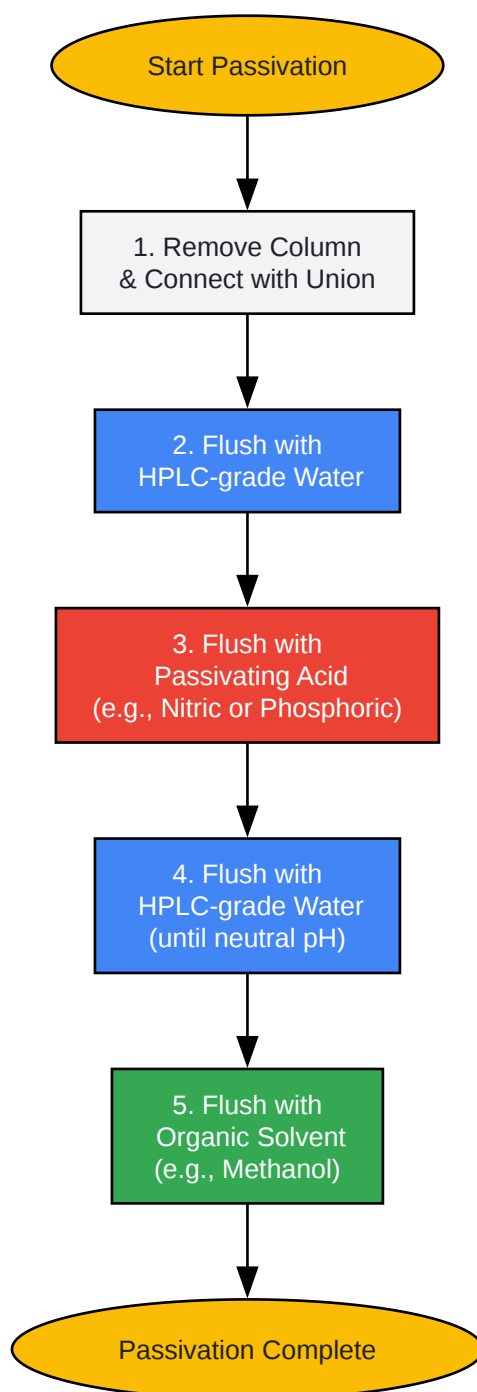 Start Passivation
1. Remove Column
& Connect with Union
2. Flush with
HPLC-grade Water
3. Flush with
Passivating Acid
(e.g., Nitric or Phosphoric)
4. Flush with
HPLC-grade Water
(until neutral pH)
5. Flush with
Organic Solvent
(e.g., Methanol)
Passivation Complete